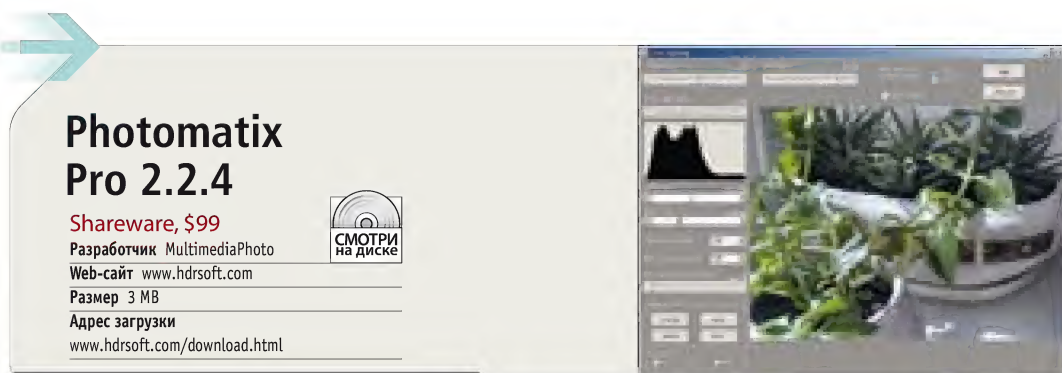 Photomatix
Pro 2.2.4
Shareware, $99
СМОТРИ
на диске
Разработчик MultimediaPhoto
Web-сайт www.hdrsoft.com
Размер 3 MB
Адрес загрузки
www.hdrsoft.com/download.html